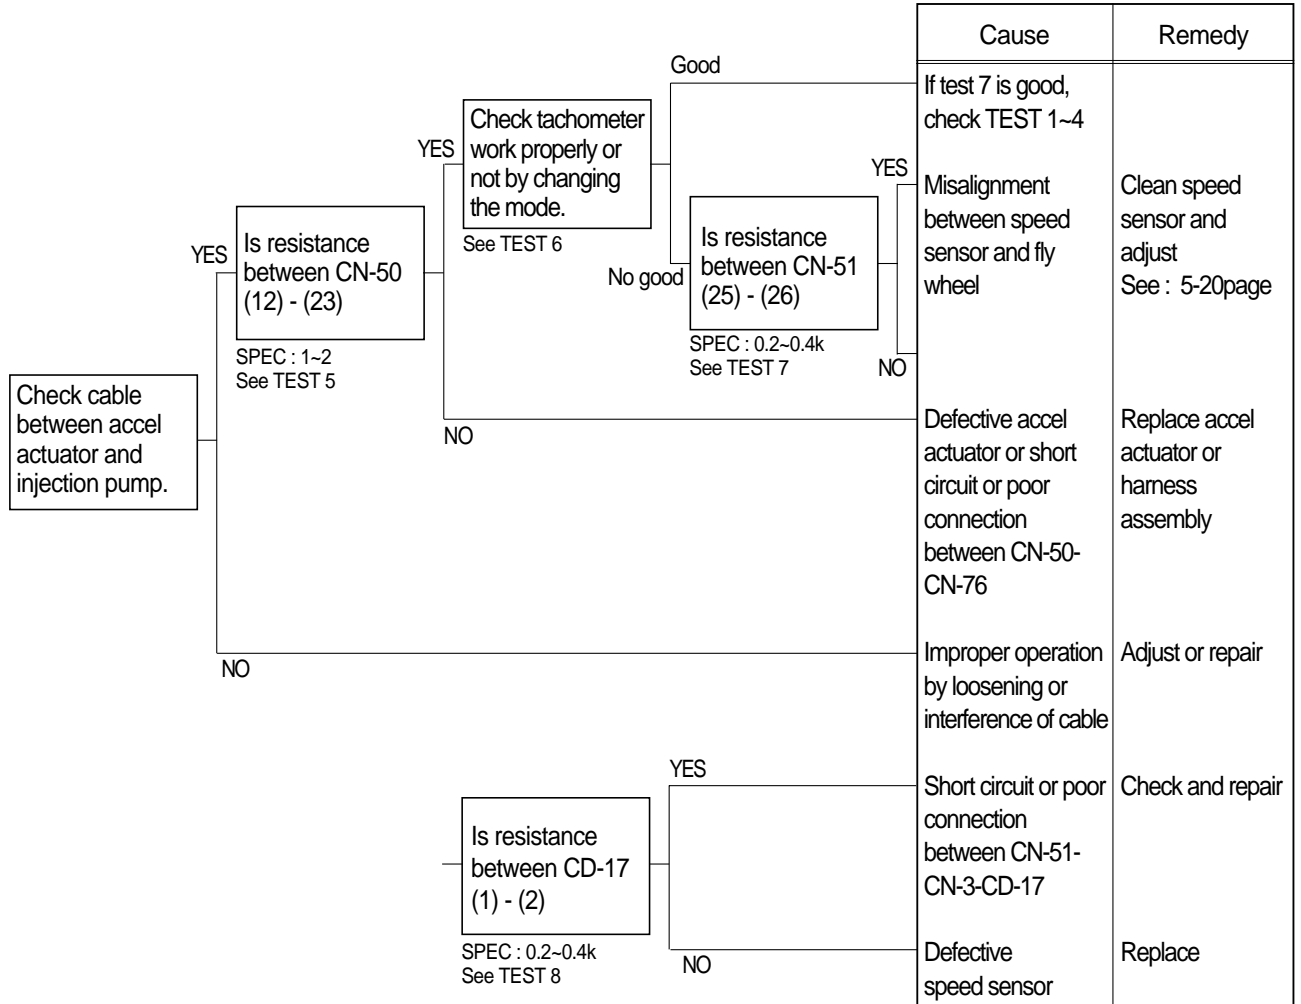 Cause
Remedy
Good
If test 7 is good,
check TEST 1~4
Check tachometer
work properly or
not by changing
the mode.
See TEST 6
YES
YES
Misalignment
between speed
sensor and fly
wheel
Clean speed
sensor and
adjust
See : 5-20page
Is resistance
between CN-50
(12) - (23)
SPEC : 1~2
See TEST 5
YES
No good
Is resistance
between CN-51
(25) - (26)
SPEC : 0.2~0.4k
See TEST 7
NO
Check cable
between accel
actuator and
injection pump.
NO
Defective accel
actuator or short
circuit or poor
connection
between CN-50-
CN-76
Replace accel
actuator or
harness
assembly
NO
Improper operation
by loosening or
interference of cable
Adjust or repair
YES
Short circuit or poor
connection
between CN-51-
CN-3-CD-17
Check and repair
Is resistance
between CD-17
(1) - (2)
SPEC : 0.2~0.4k
See TEST 8
NO
Defective
speed sensor
Replace